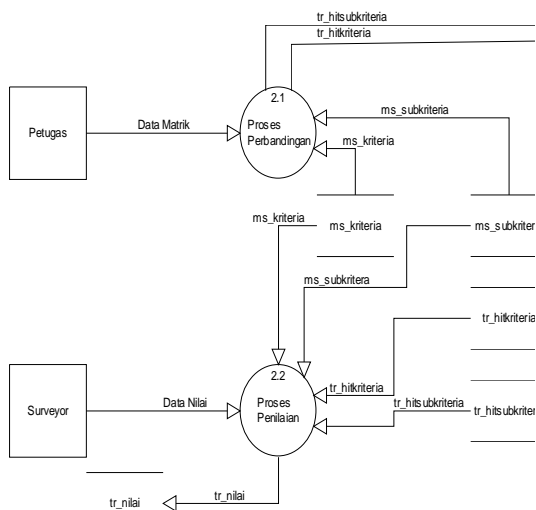 tr_hitsubkriteria
tr_hitkriteria
2.1
Proses
Perbandingan
Petugas
Data Matrik
ms_subkriteria
ms_kriteria
ms_kriteria
ms_kriteria
ms_subkriteria
ms_subkritera
tr_hitkriteria
2.2
Proses
Penilaian
Surveyor
Data Nilai
tr_hitkriteria
tr_hitsubkriteria
tr_hitsubkriteria
tr_nilai
tr_nilai